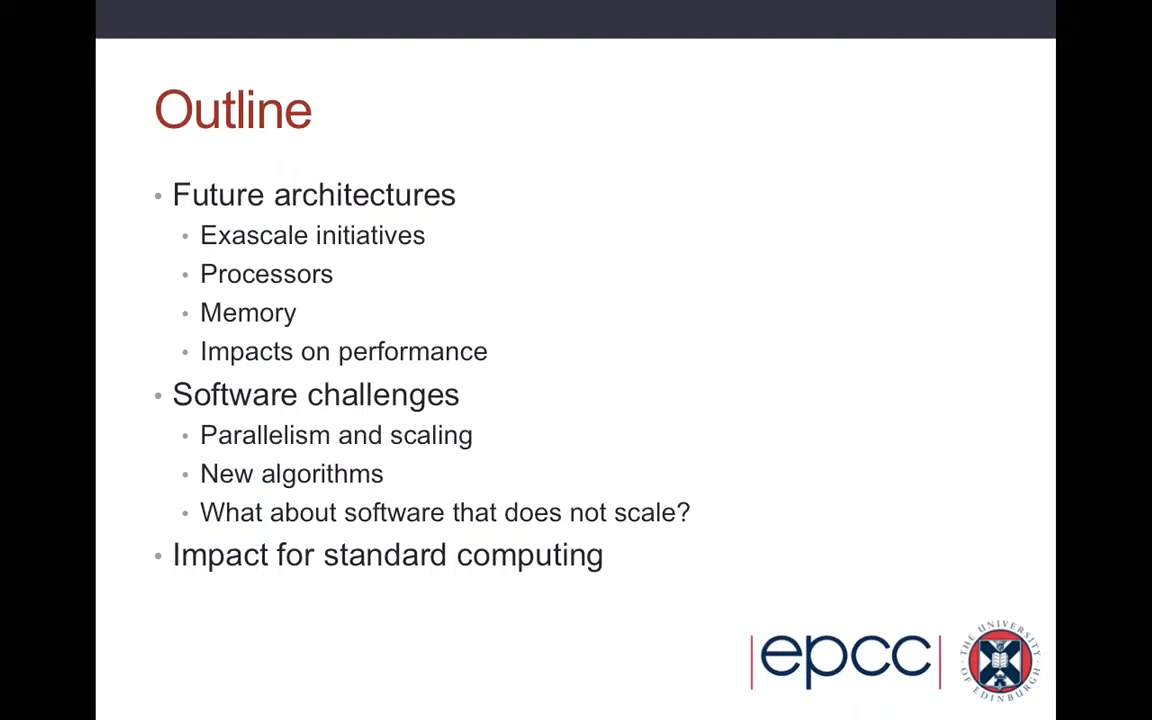 Outline
• Future architectures
• Exascale initiatives
• Processors
• Memory
• Impacts on performance
• Software challenges
• Parallelism and scaling
• New algorithms
• What about software that does not scale?
• Impact for standard computing
|epcc|
THE UNIVERSITY OF EDINBURGH